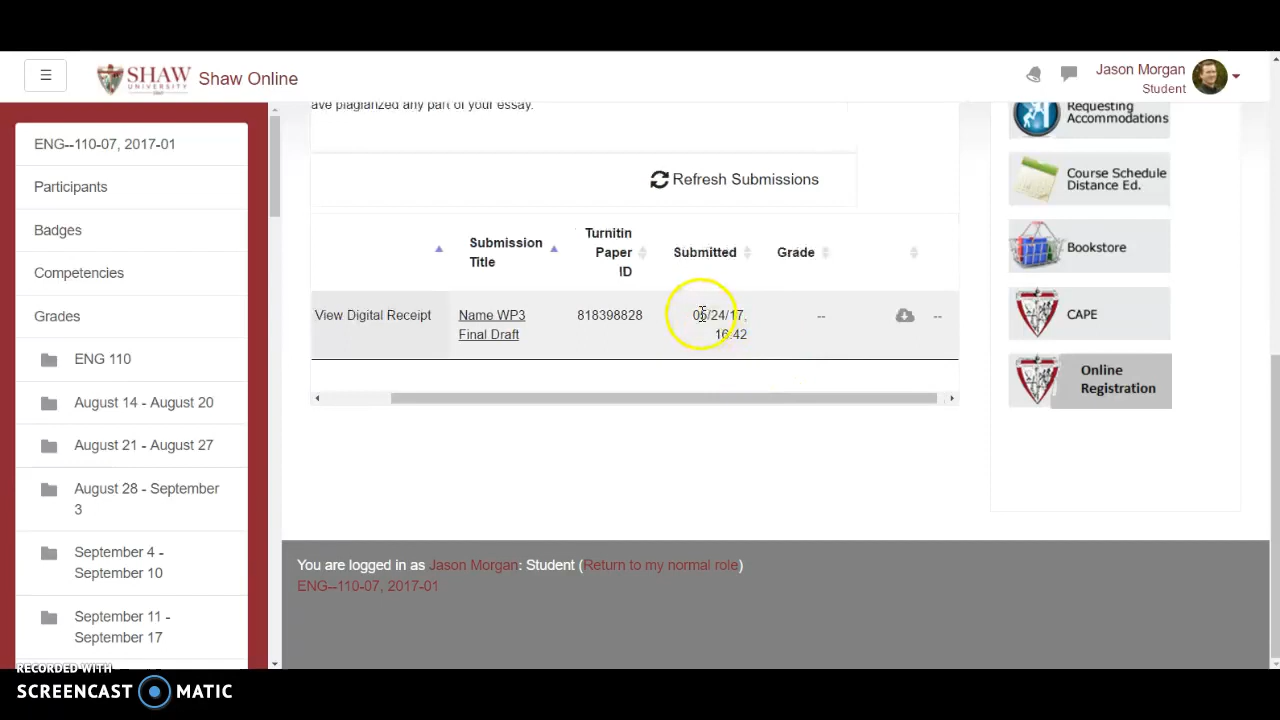 ☰ SHAW UNIVERSITY Shaw Online
Jason Morgan
Student
ENG--110-07, 2017-01
Participants
Badges
Competencies
Grades
ENG 110
August 14 - August 20
August 21 - August 27
August 28 - September
3
September 4 -
September 10
September 11 -
September 17
ave plagiarized any part of your essay.
Refresh Submissions
Submission
Title
Turnitin
Paper
ID
Submitted
Grade
View Digital Receipt
Name WP3
Final Draft
818398828
/24/17,
16:42
--
--
Requesting
Accommodations
Course Schedule
Distance Ed.
Bookstore
CAPE
Online
Registration
You are logged in as Jason Morgan: Student (Return to my normal role)
ENG--110-07, 2017-01
RECORDED WITH
SCREENCAST MATIC